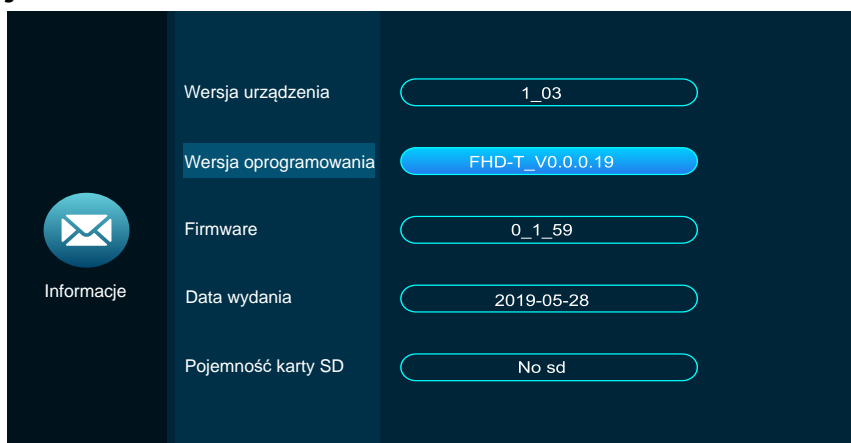 Wersja urządzenia 1_03
Wersja oprogramowania FHD-T_V0.0.0.19
Firmware 0_1_59
Informacje
Data wydania 2019-05-28
Pojemność karty SD No sd